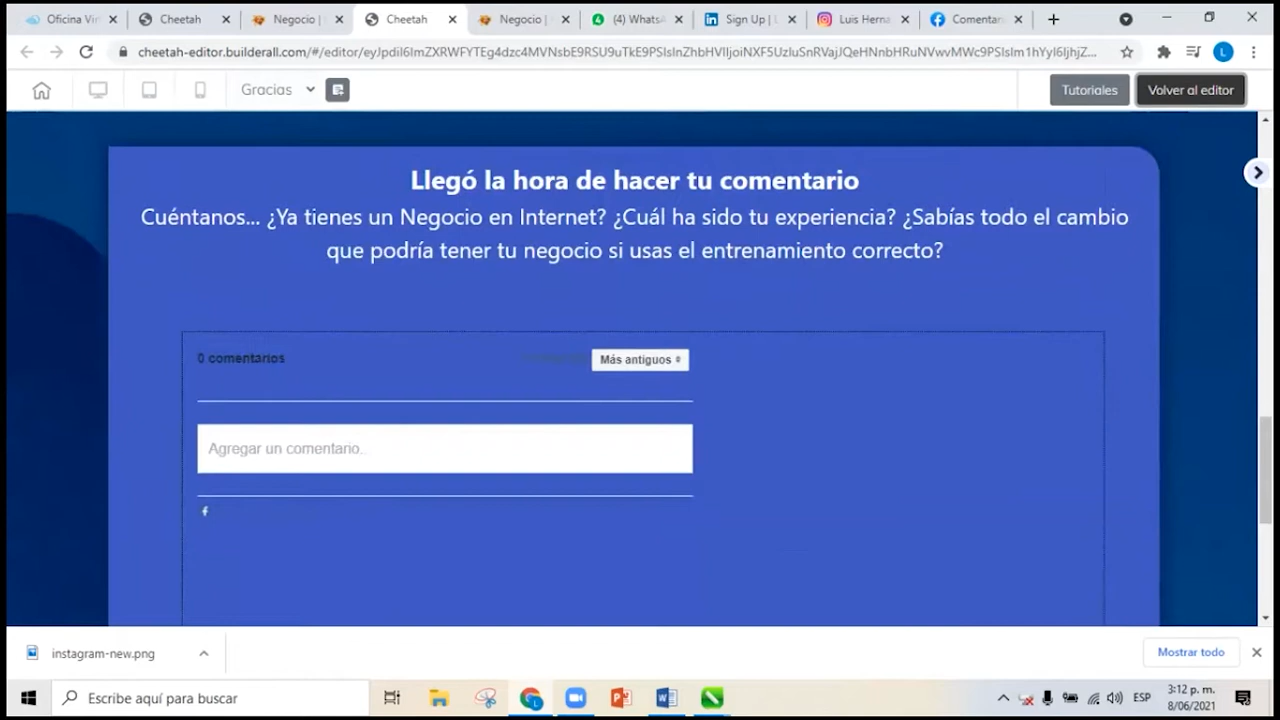 Oficina Vir
Cheetah
Negocio |
Cheetah
Negocio |
(4) WhatsA
Sign Up | L
Luis Herna
Comentar
cheetah-editor.builderall.com/#/editor/
L
Gracias
Tutoriales
Volver al editor
Llegó la hora de hacer tu comentario
Cuéntanos... ¿Ya tienes un Negocio en Internet? ¿Cuál ha sido tu experiencia? ¿Sabías todo el cambio
que podría tener tu negocio si usas el entrenamiento correcto?
0 comentarios
Más antiguos
Agregar un comentario..
instagram-new.png
Mostrar todo
Escribe aquí para buscar
ESP
3:12 p. m.
8/06/2021